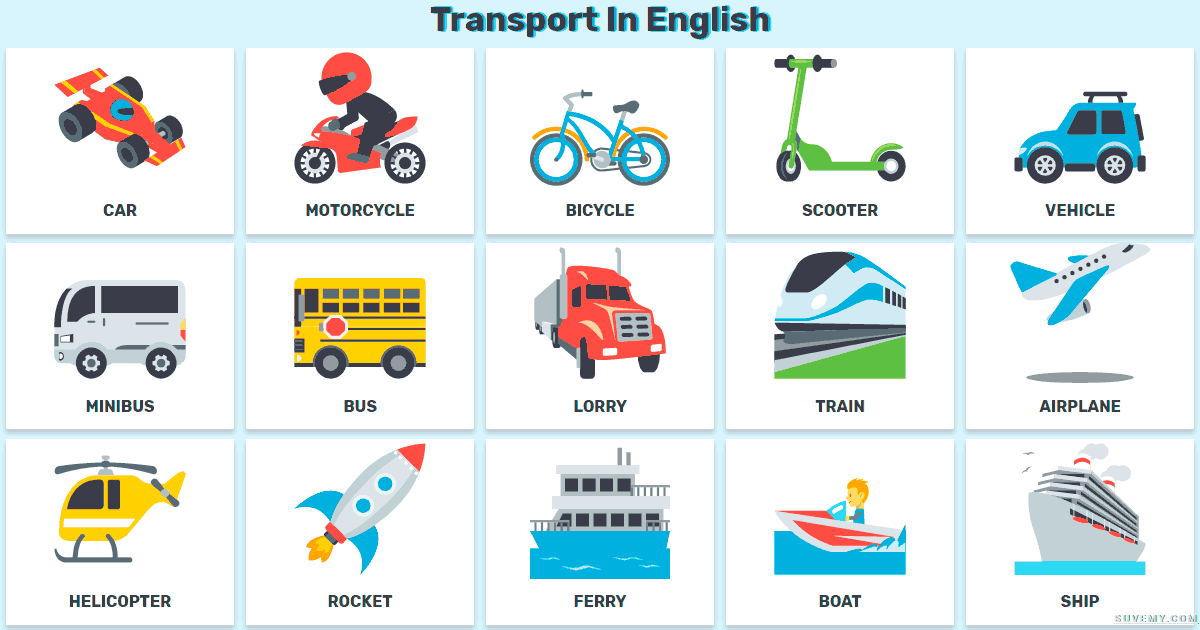 Transport In English
CAR
MOTORCYCLE
BICYCLE
SCOOTER
VEHICLE
MINIBUS
BUS
LORRY
TRAIN
AIRPLANE
HELICOPTER
ROCKET
FERRY
BOAT
SHIP
SUVEMY.COM